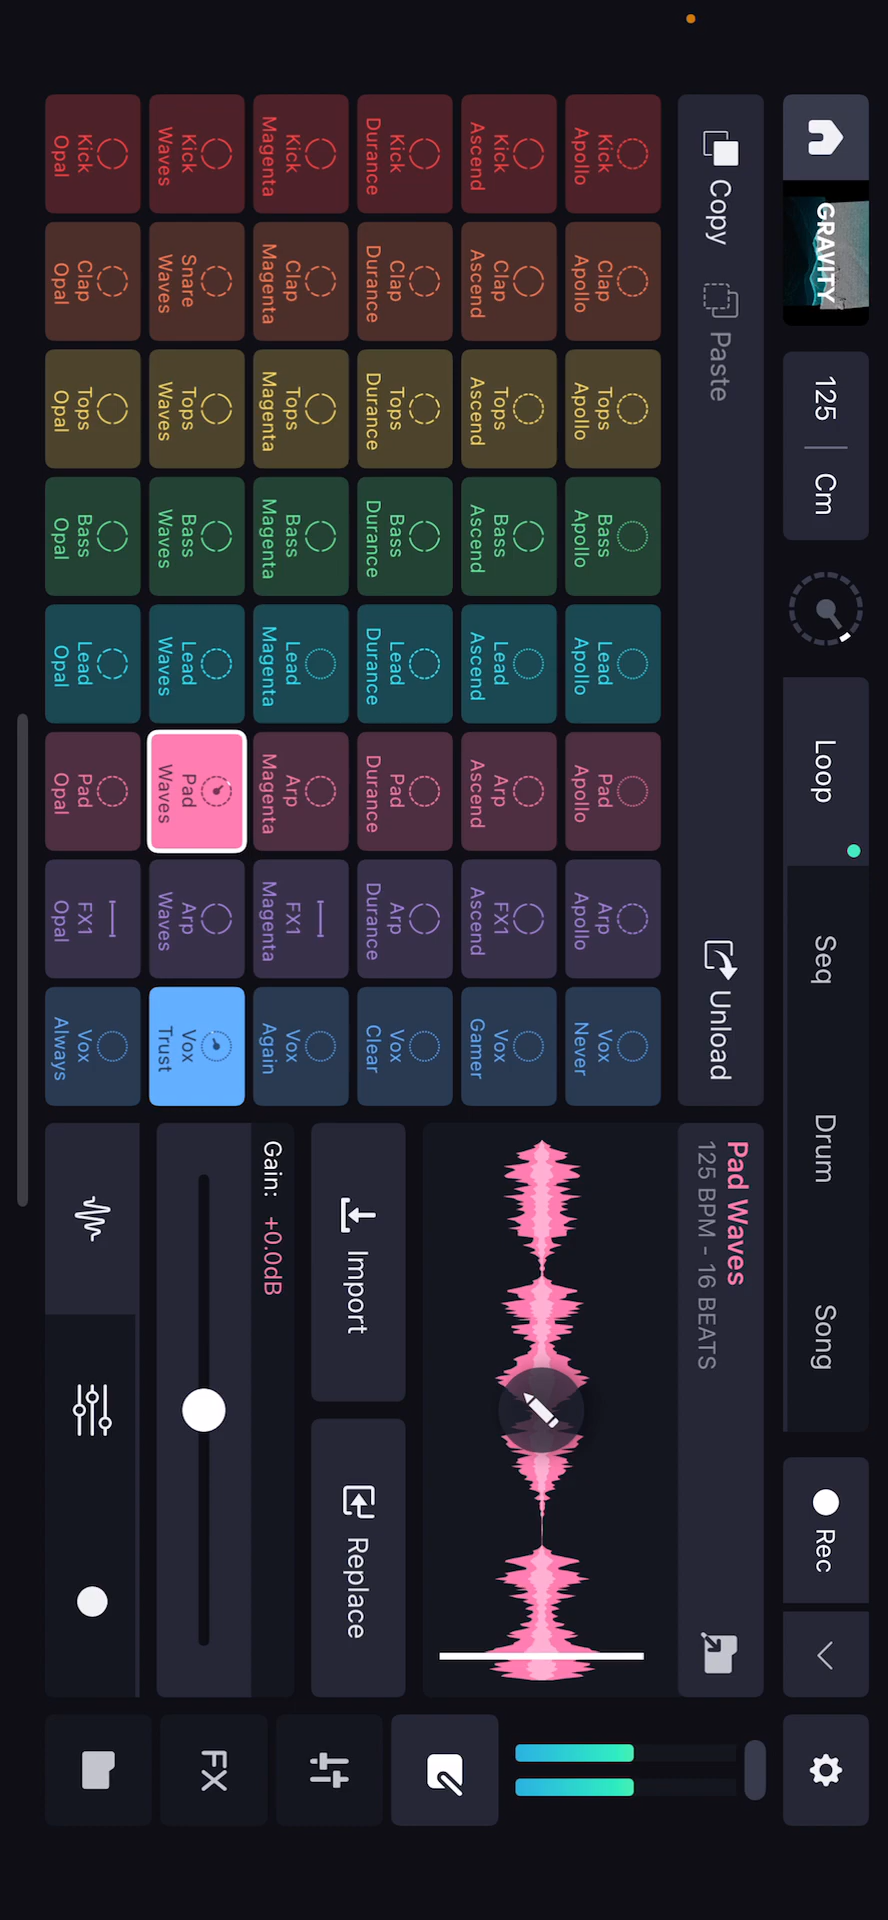 GRAVITY
125
Cm
Loop
Seq
Drum
Song
Rec
Copy
Paste
Unload
Kick
Apollo
Clap
Apollo
Tops
Apollo
Bass
Apollo
Lead
Apollo
Pad
Apollo
Arp
Apollo
Vox
Never
Kick
Ascend
Clap
Ascend
Tops
Ascend
Bass
Ascend
Lead
Ascend
Arp
Ascend
FX1
Ascend
Vox
Gamer
Kick
Durance
Clap
Durance
Tops
Durance
Bass
Durance
Lead
Durance
Pad
Durance
Arp
Durance
Vox
Clear
Kick
Magenta
Clap
Magenta
Tops
Magenta
Bass
Magenta
Lead
Magenta
Arp
Magenta
FX1
Magenta
Vox
Again
Kick
Waves
Snare
Waves
Tops
Waves
Bass
Waves
Lead
Waves
Pad
Waves
Arp
Waves
Vox
Trust
Kick
Opal
Clap
Opal
Tops
Opal
Bass
Opal
Lead
Opal
Pad
Opal
FX1
Opal
Vox
Always
Pad Waves
125 BPM - 16 BEATS
Import
Replace
Gain: +0.0dB
FX